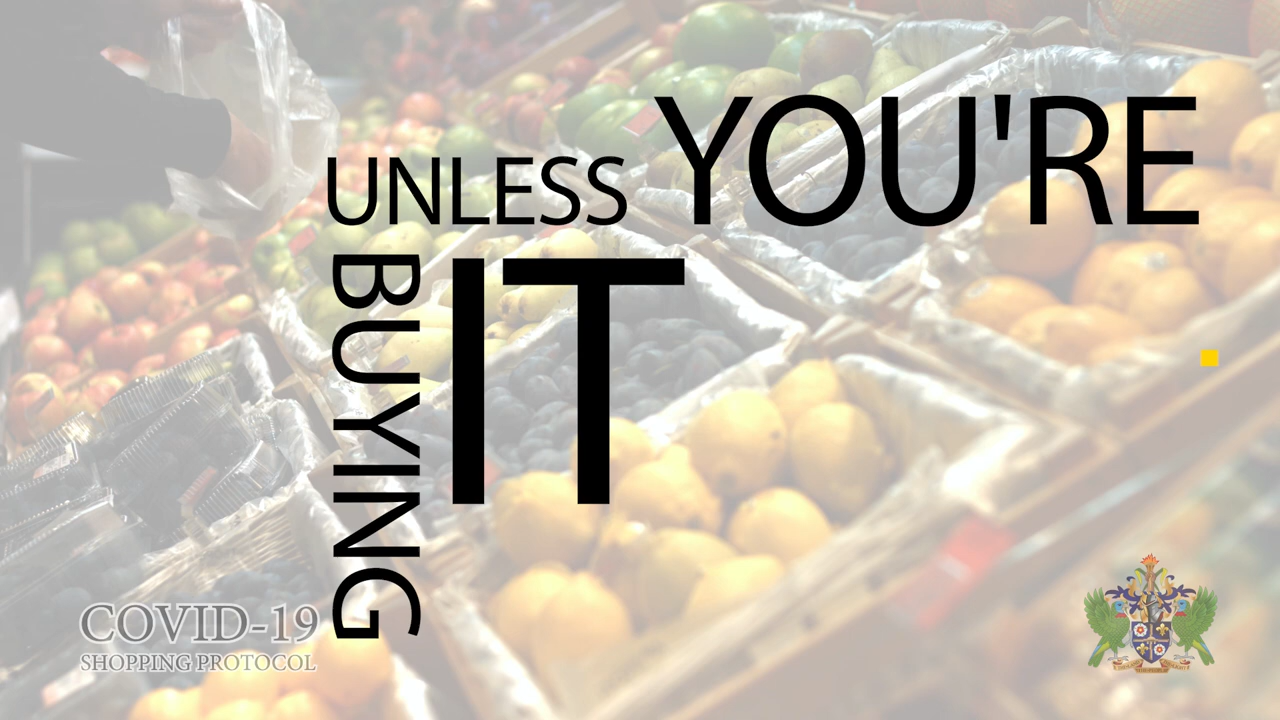 UNLESS YOU'RE
BUYING
IT
COVID-19
SHOPPING PROTOCOL